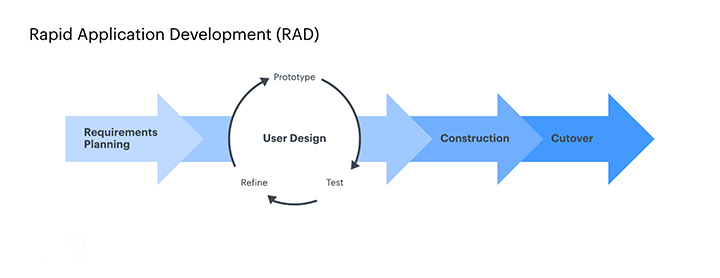 Rapid Application Development (RAD)
Prototype
Requirements
Planning
User Design
Construction
Cutover
Refine
Test